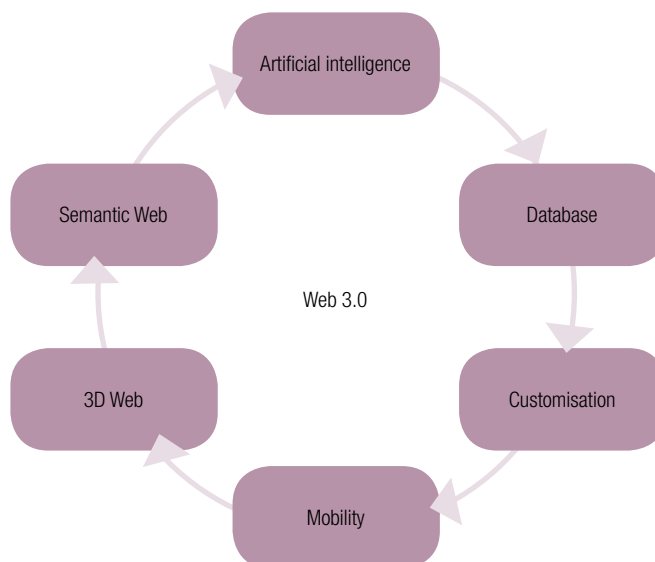 Artificial intelligence
Semantic Web
Database
Web 3.0
3D Web
Customisation
Mobility